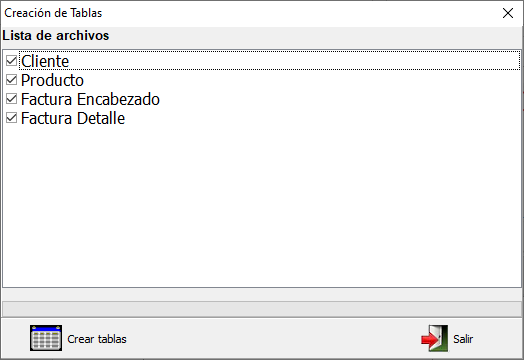 Creación de Tablas
Lista de archivos
Cliente
Producto
Factura Encabezado
Factura Detalle
Crear tablas
Salir